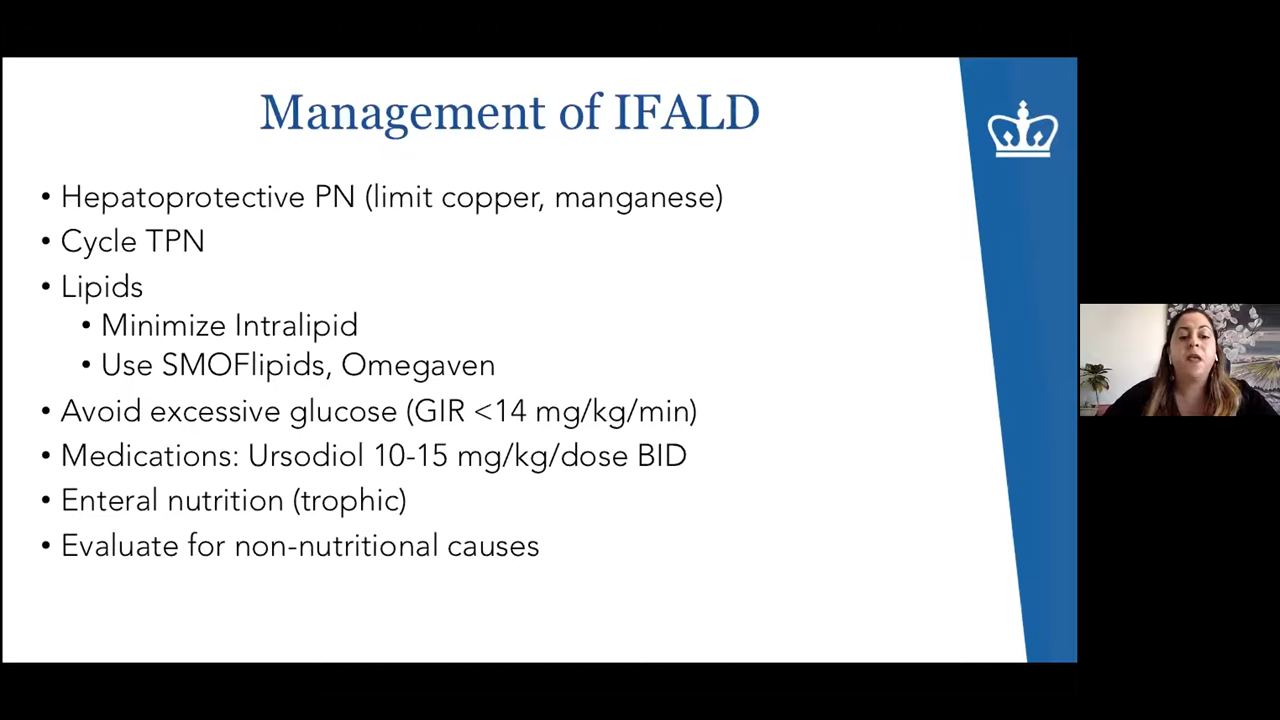 Management of IFALD
• Hepatoprotective PN (limit copper, manganese)
• Cycle TPN
• Lipids
• Minimize Intralipid
• Use SMOFlipids, Omegaven
• Avoid excessive glucose (GIR <14 mg/kg/min)
• Medications: Ursodiol 10-15 mg/kg/dose BID
• Enteral nutrition (trophic)
• Evaluate for non-nutritional causes